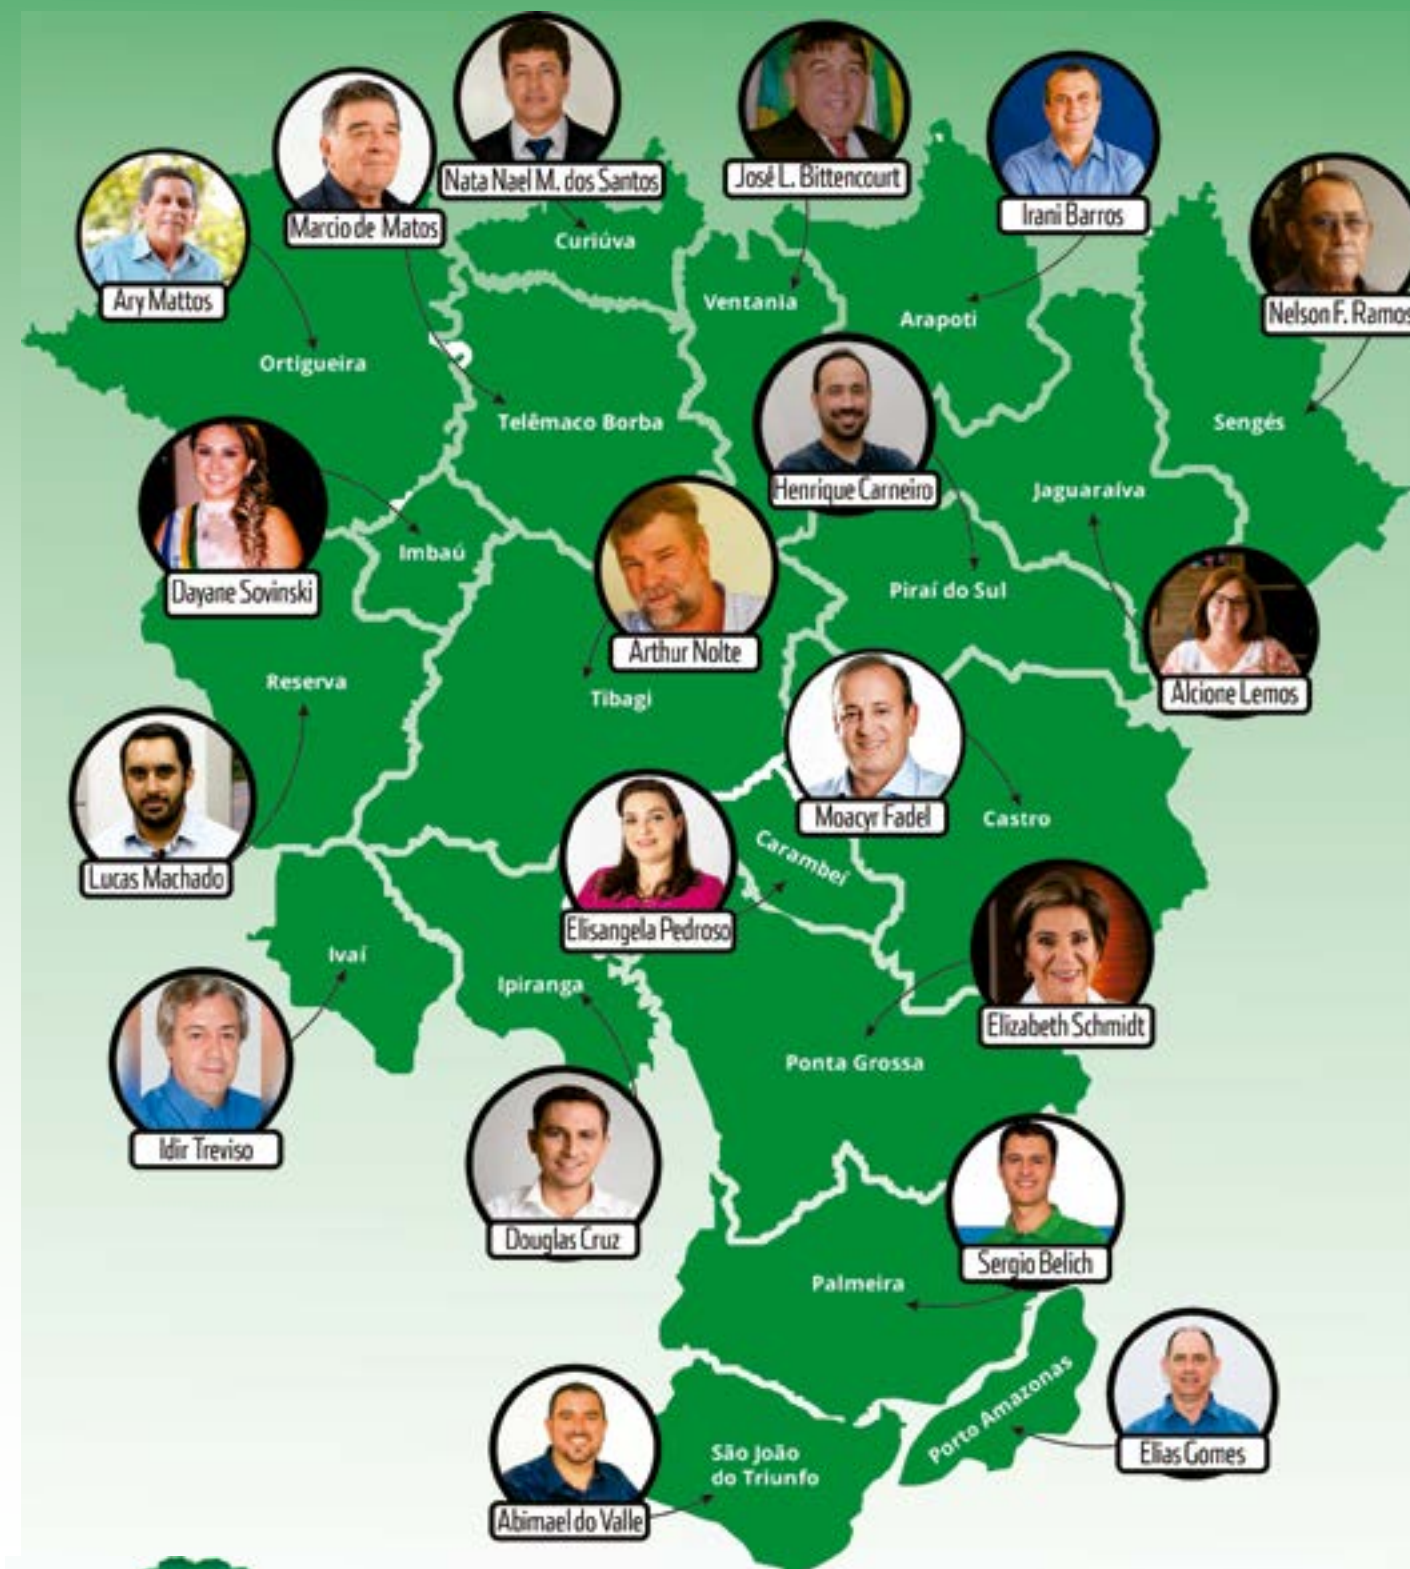 Nata Nael M. dos Santos
José L. Bittencourt
Irani Barros
Marcio de Matos
Curiúva
Ary Mattos
Ventania
Nelson F. Ramos
Arapoti
Ortigueira
Telêmaco Borba
Sengés
Henrique Carneiro
Jaguaraíva
Imbaú
Dayane Sovinski
Piraí do Sul
Arthur Nolte
Reserva
Tibagi
Alcione Lemos
Moacyr Fadel
Castro
Carambeí
Lucas Machado
Elisangela Pedroso
Ivaí
Ipiranga
Elizabeth Schmidt
Ponta Grossa
Idir Treviso
Douglas Cruz
Sergio Belich
Palmeira
Porto Amazonas
Elias Gomes
São João
do Triunfo
Abimael do Valle